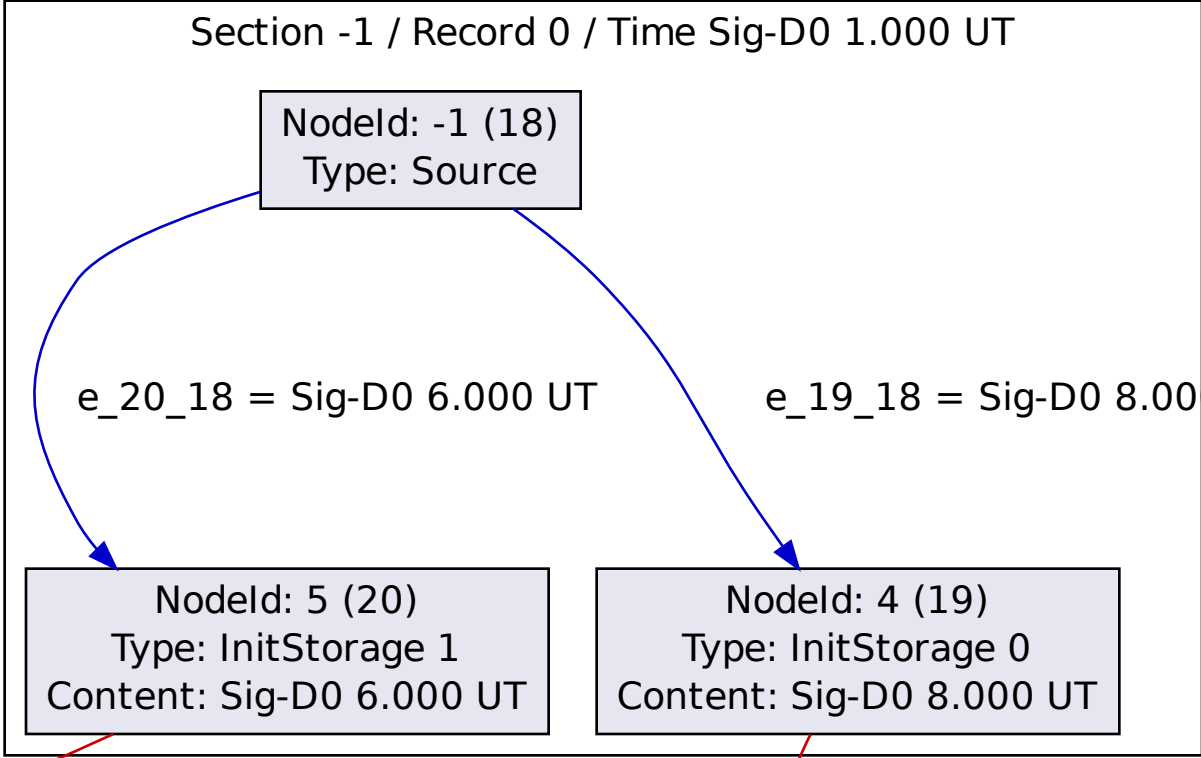 Section -1 / Record 0 / Time Sig-D0 1.000 UT
NodeId: -1 (18)
Type: Source
e_20_18 = Sig-D0 6.000 UT
e_19_18 = Sig-D0 8.00
NodeId: 5 (20)
Type: InitStorage 1
Content: Sig-D0 6.000 UT
NodeId: 4 (19)
Type: InitStorage 0
Content: Sig-D0 8.000 UT